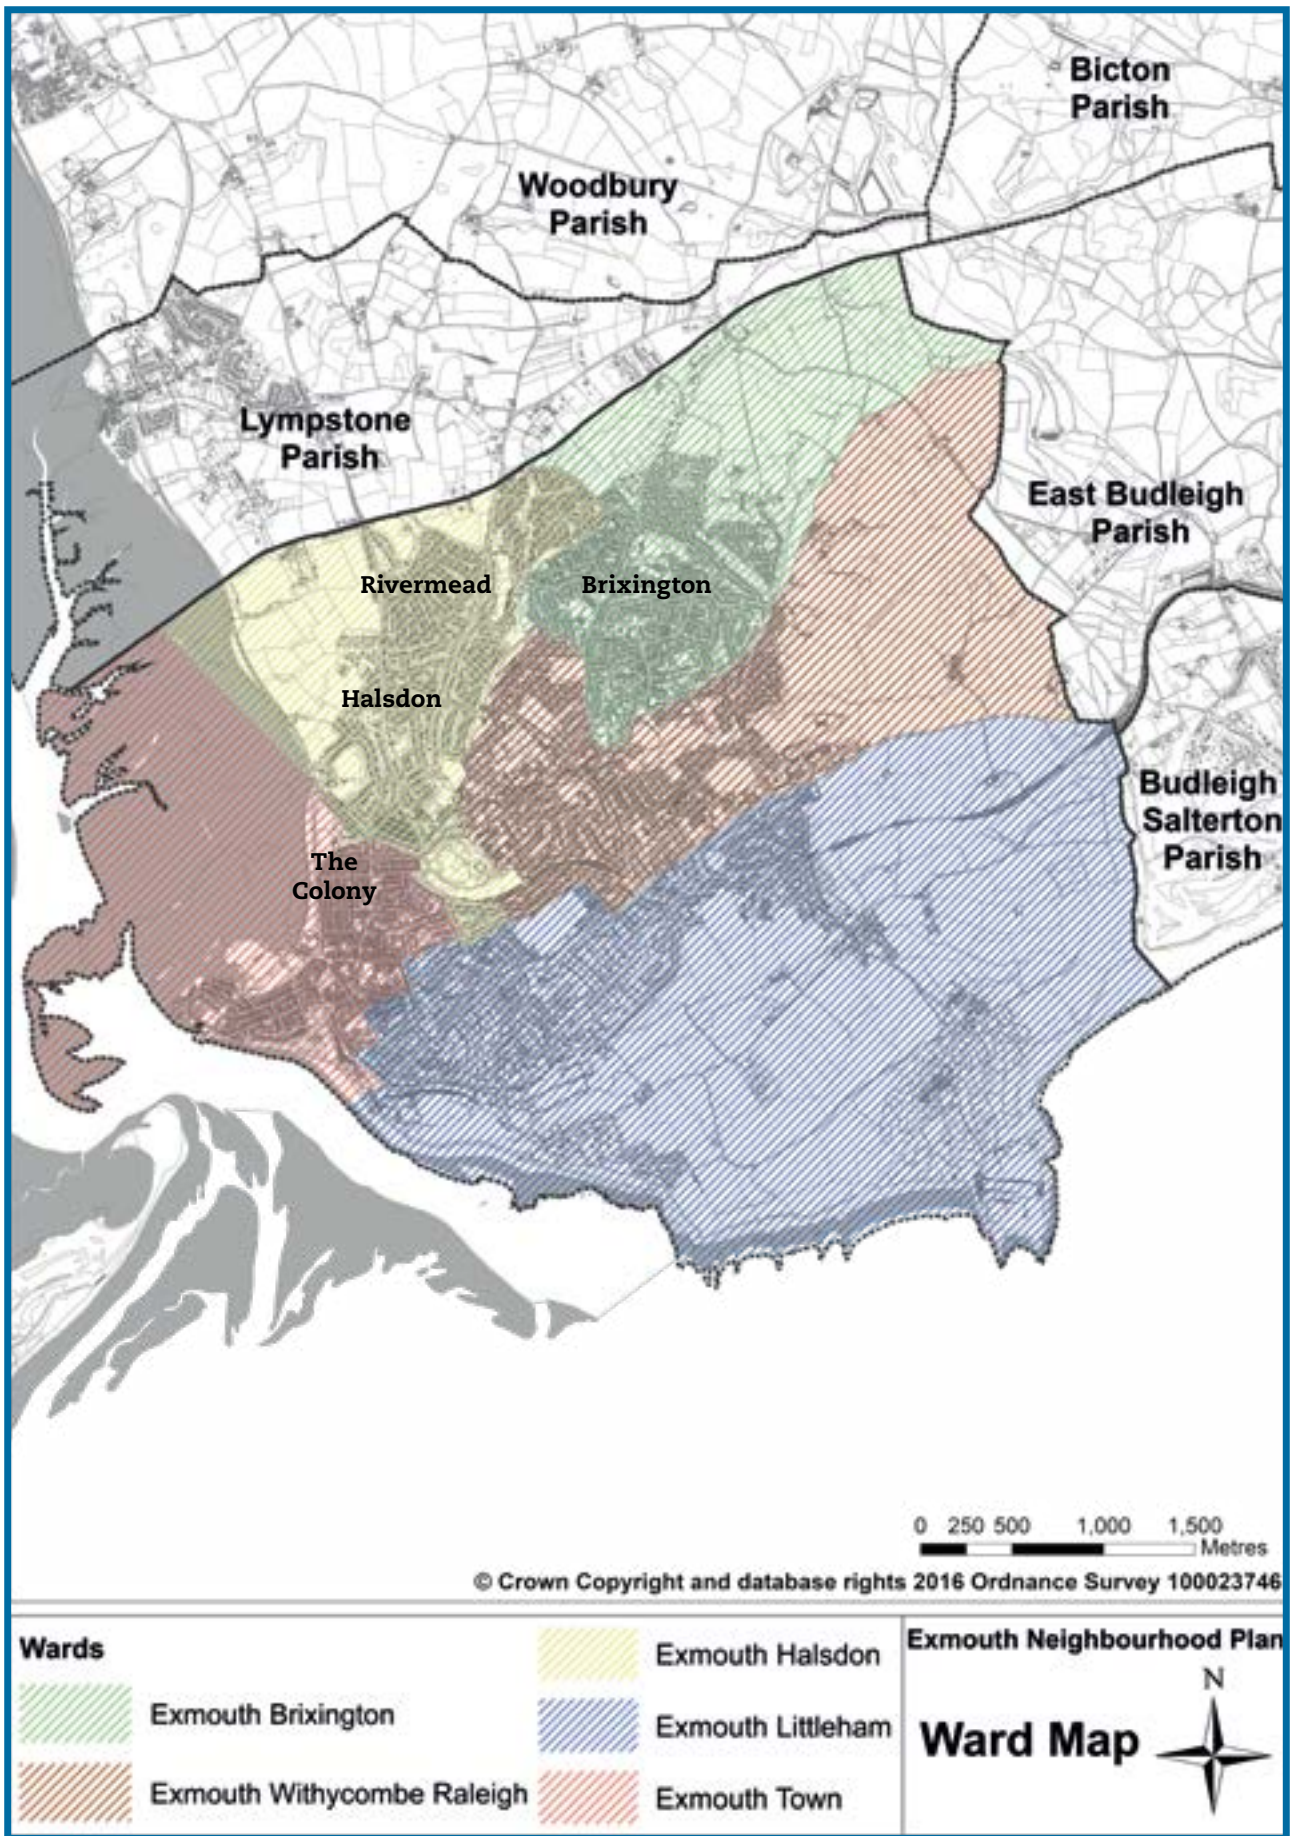 Bicton
Parish
Woodbury
Parish
Lympstone
Parish
East Budleigh
Parish
Rivermead
Brixington
Halsdon
Budleigh
Salterton
Parish
The
Colony
0 250 500 1,000 1,500
Metres
© Crown Copyright and database rights 2016 Ordnance Survey 100023746
Wards
Exmouth Brixington
Exmouth Withycombe Raleigh
Exmouth Halsdon
Exmouth Littleham
Exmouth Town
Exmouth Neighbourhood Plan
N
Ward Map